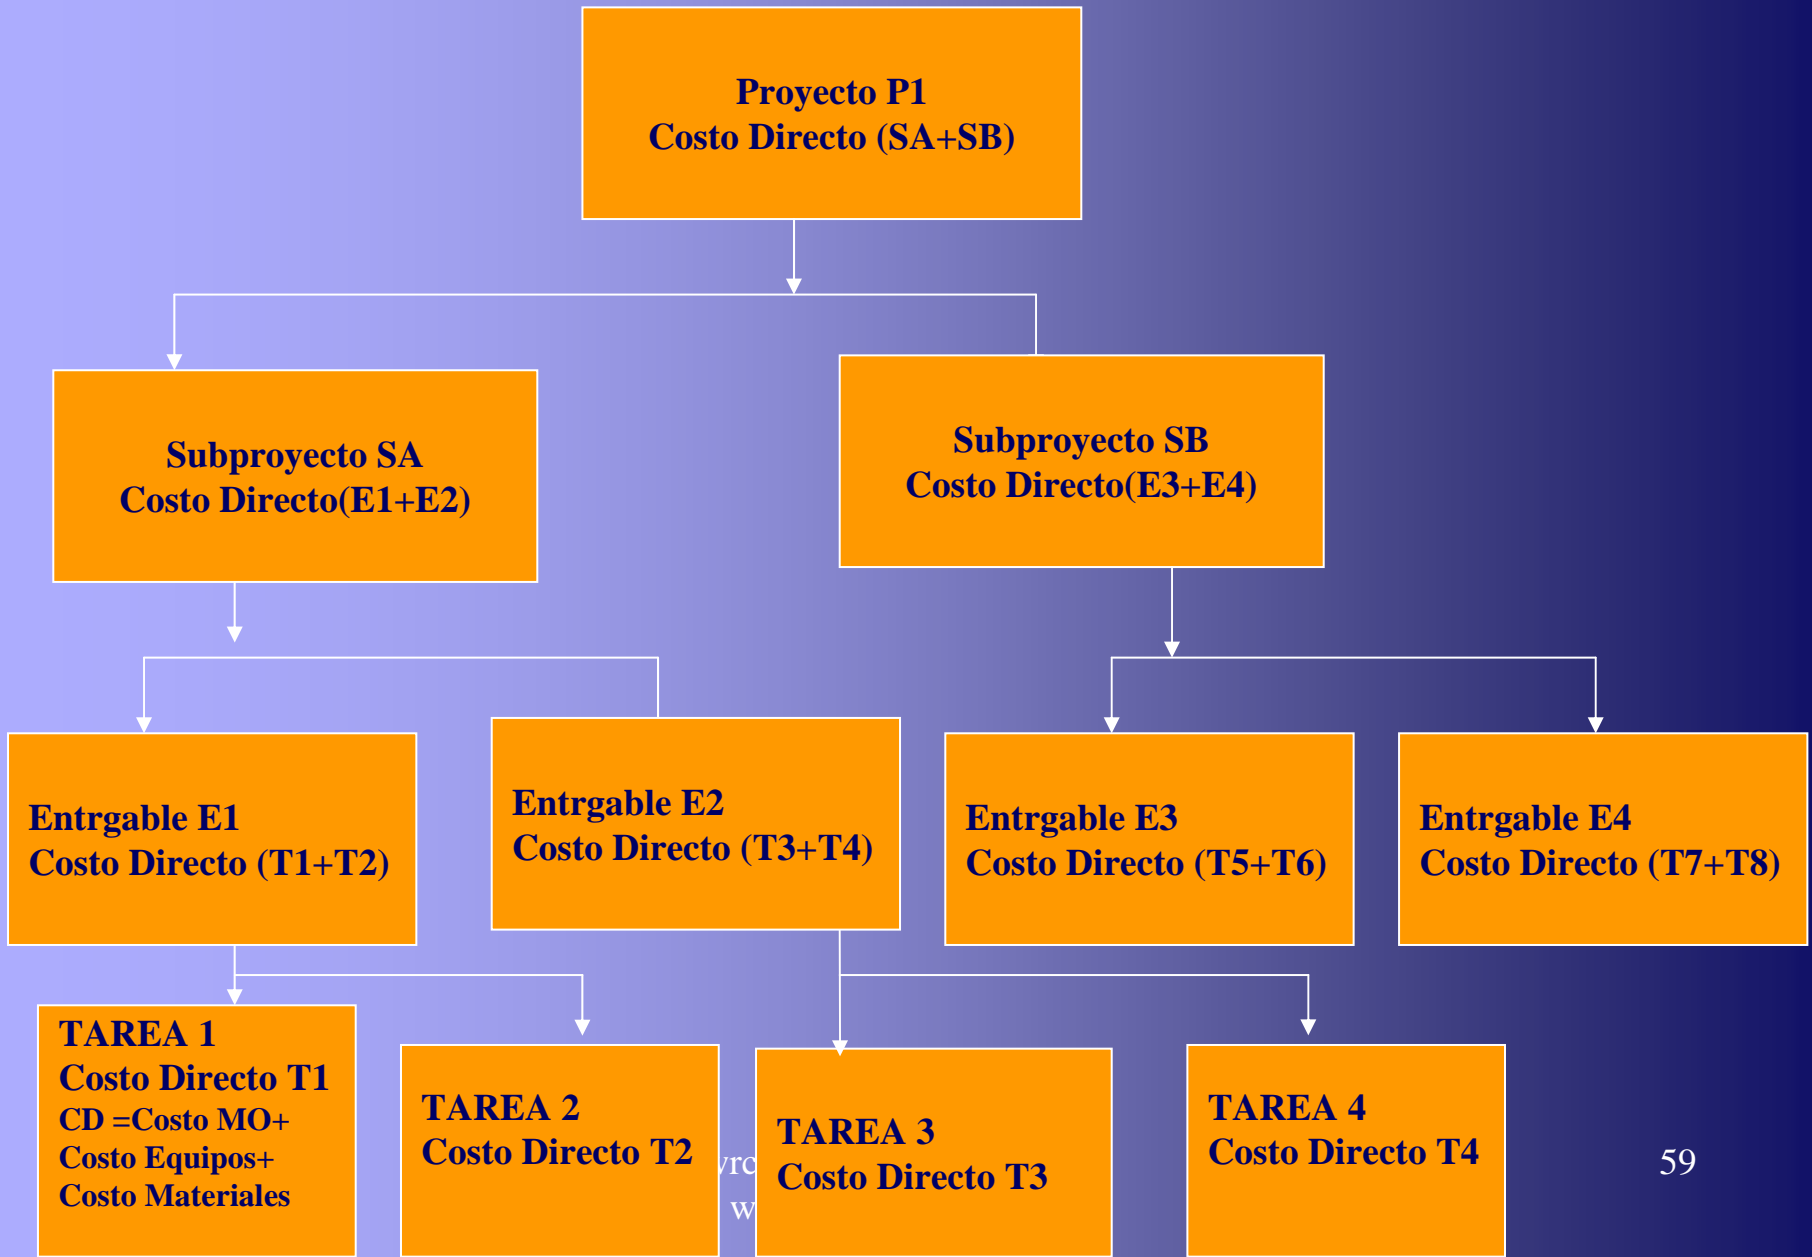 Proyecto P1
Costo Directo (SA+SB)
Subproyecto SA
Costo Directo(E1+E2)
Subproyecto SB
Costo Directo(E3+E4)
Entrgable E1
Costo Directo (T1+T2)
Entrgable E2
Costo Directo (T3+T4)
Entrgable E3
Costo Directo (T5+T6)
Entrgable E4
Costo Directo (T7+T8)
TAREA 1
Costo Directo T1
CD =Costo MO+
Costo Equipos+
Costo Materiales
TAREA 2
Costo Directo T2
TAREA 3
Costo Directo T3
TAREA 4
Costo Directo T4
59